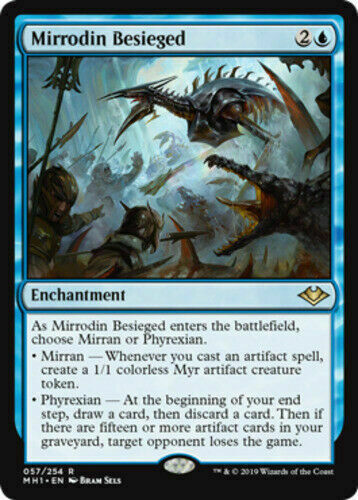 Mirrodin Besieged 2
Enchantment
As Mirrodin Besieged enters the battlefield,
choose Mirran or Phyrexian.
• Mirran — Whenever you cast an artifact spell,
create a 1/1 colorless Myr artifact creature
token.
• Phyrexian — At the beginning of your end
step, draw a card, then discard a card. Then if
there are fifteen or more artifact cards in
your graveyard, target opponent loses the game.
057/254 R
MH1 • EN Bram Sels
™ & © 2019 Wizards of the Coast